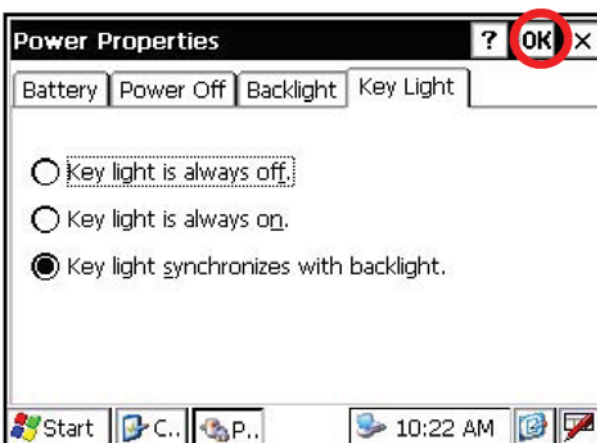 Power Properties ? OK ×
Battery Power Off Backlight Key Light
Key light is always off.
Key light is always on.
Key light synchronizes with backlight.
Start C.. P.. 10:22 AM